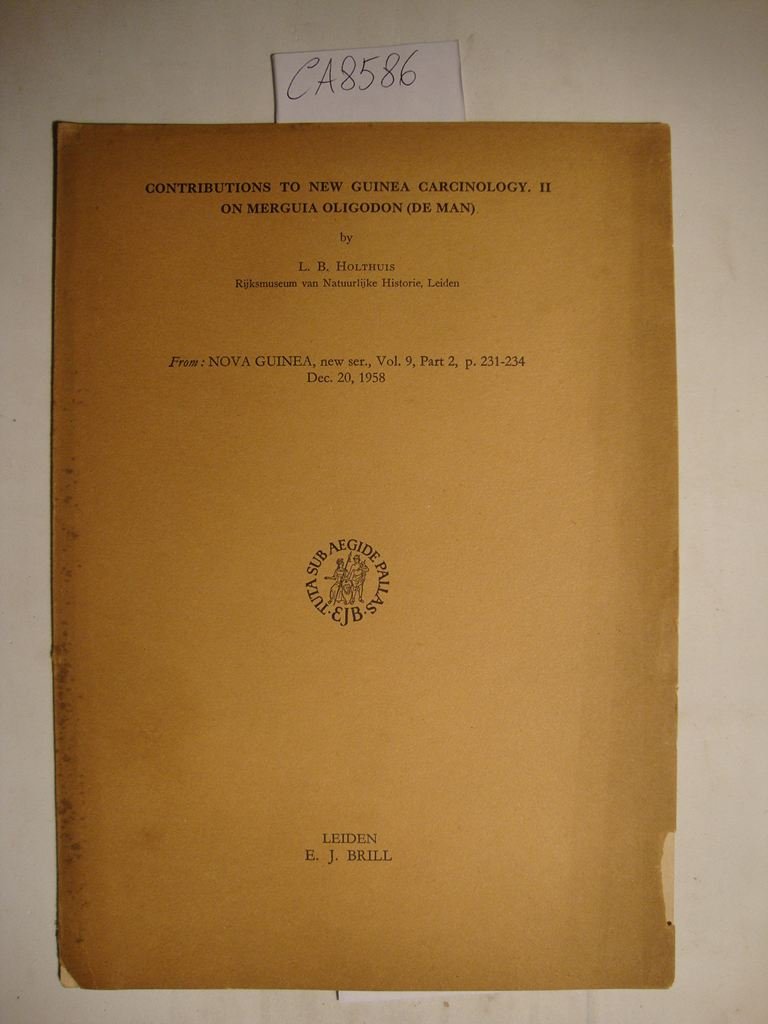 CA8586
CONTRIBUTIONS TO NEW GUINEA CARCINOLOGY. II
ON MERGUIA OLIGODON (DE MAN)
by
L. B. HOLTHUIS
Rijksmuseum van Natuurlijke Historie, Leiden
From: NOVA GUINEA, new ser., Vol. 9, Part 2, p. 231-234
Dec. 20, 1958
TUTA SUB AEGIDE PALLAS
·EJB·
LEIDEN
E. J. BRILL